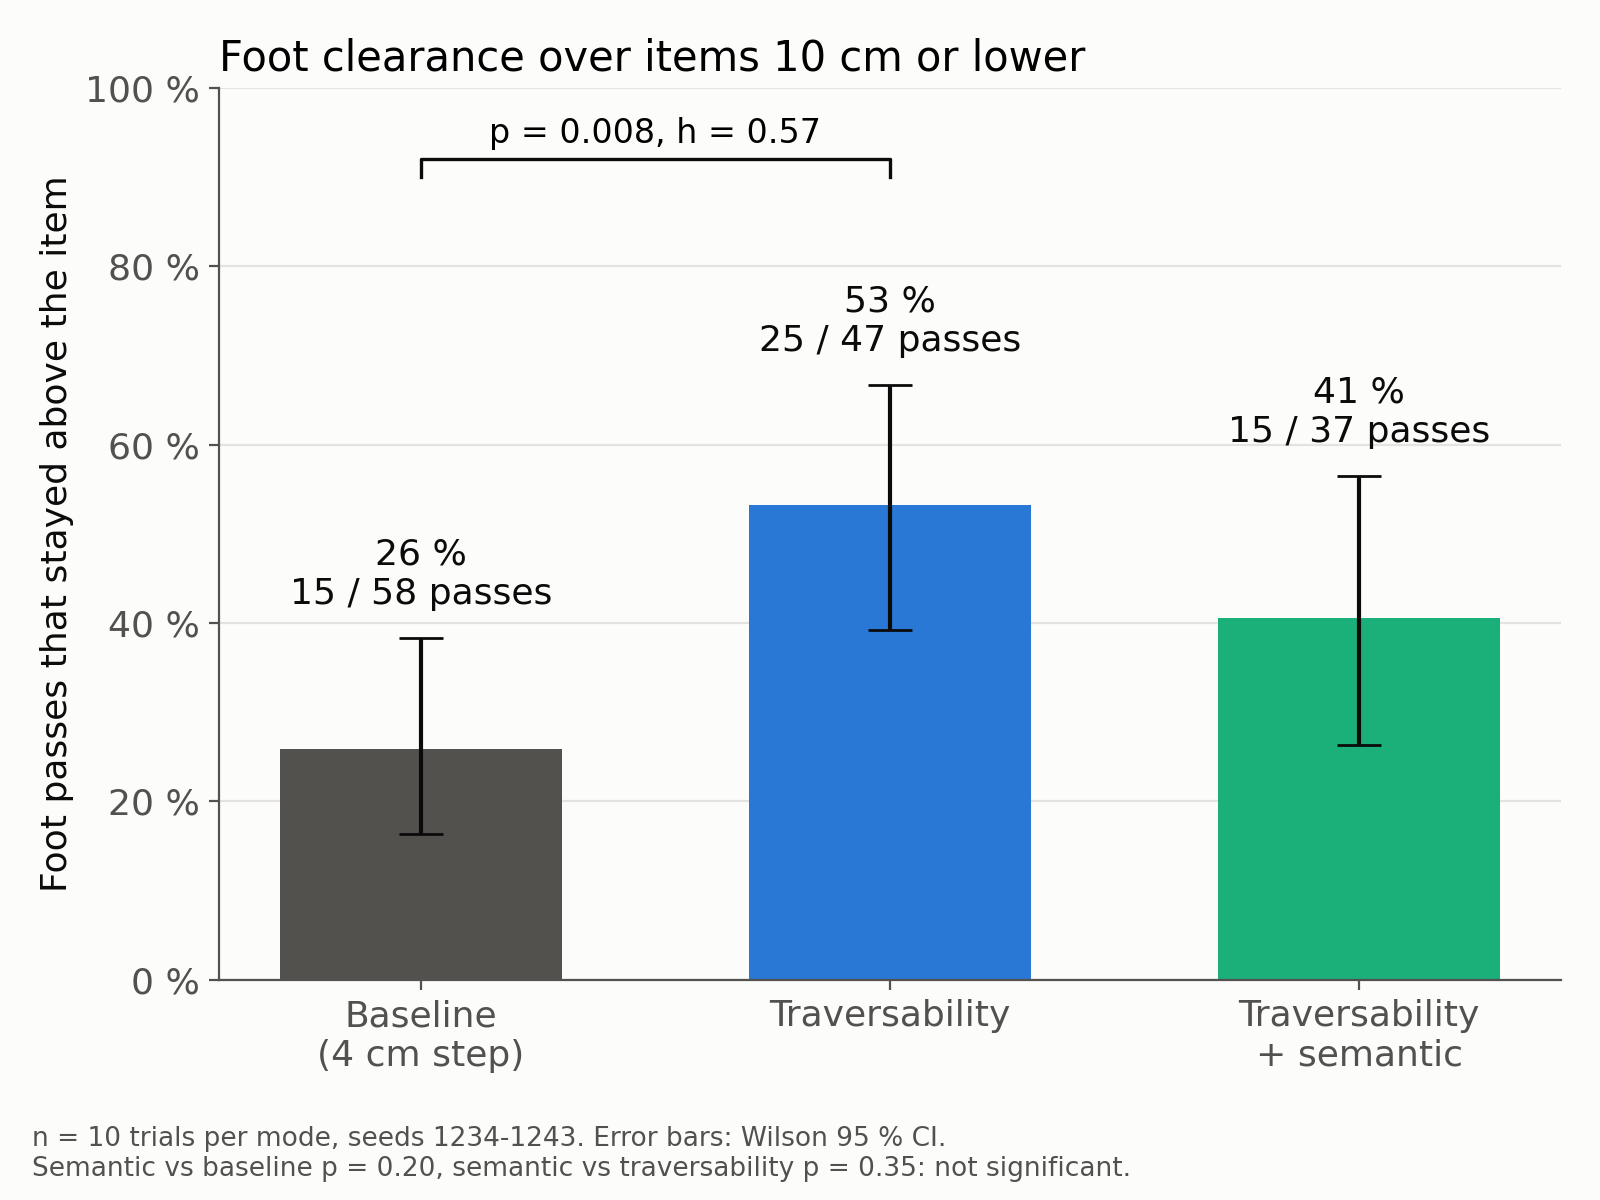 Foot clearance over items 10 cm or lower
Foot passes that stayed above the item
100 %
80 %
60 %
40 %
20 %
0 %
p = 0.008, h = 0.57
26 %
15 / 58 passes
53 %
25 / 47 passes
41 %
15 / 37 passes
Baseline
(4 cm step)
Traversability
Traversability
+ semantic
n = 10 trials per mode, seeds 1234-1243. Error bars: Wilson 95 % CI.
Semantic vs baseline p = 0.20, semantic vs traversability p = 0.35: not significant.